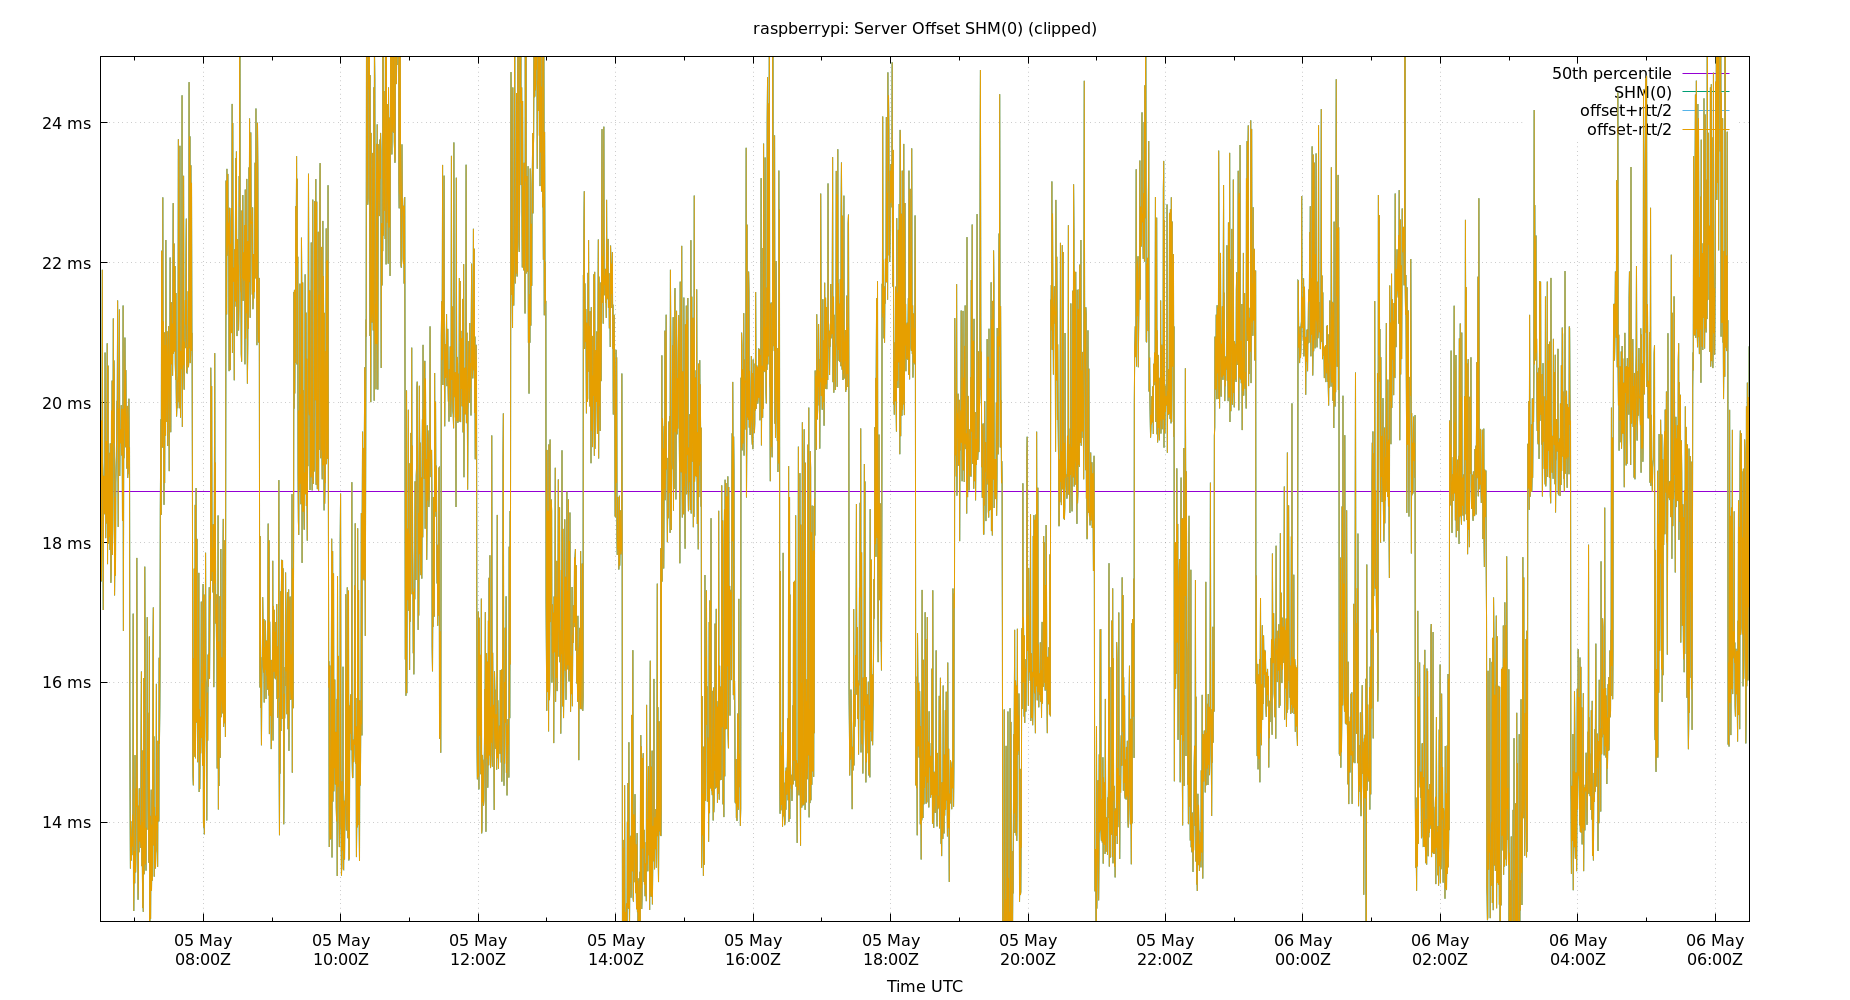 raspberrypi: Server Offset SHM(0) (clipped)
50th percentile
SHM(0)
offset+rtt/2
offset-rtt/2
24 ms
22 ms
20 ms
18 ms
16 ms
14 ms
05 May 05 May 05 May 05 May 05 May 05 May 05 May 05 May 06 May 06 May 06 May 06 May
08:00Z 10:00Z 12:00Z 14:00Z 16:00Z 18:00Z 20:00Z 22:00Z 00:00Z 02:00Z 04:00Z 06:00Z
Time UTC